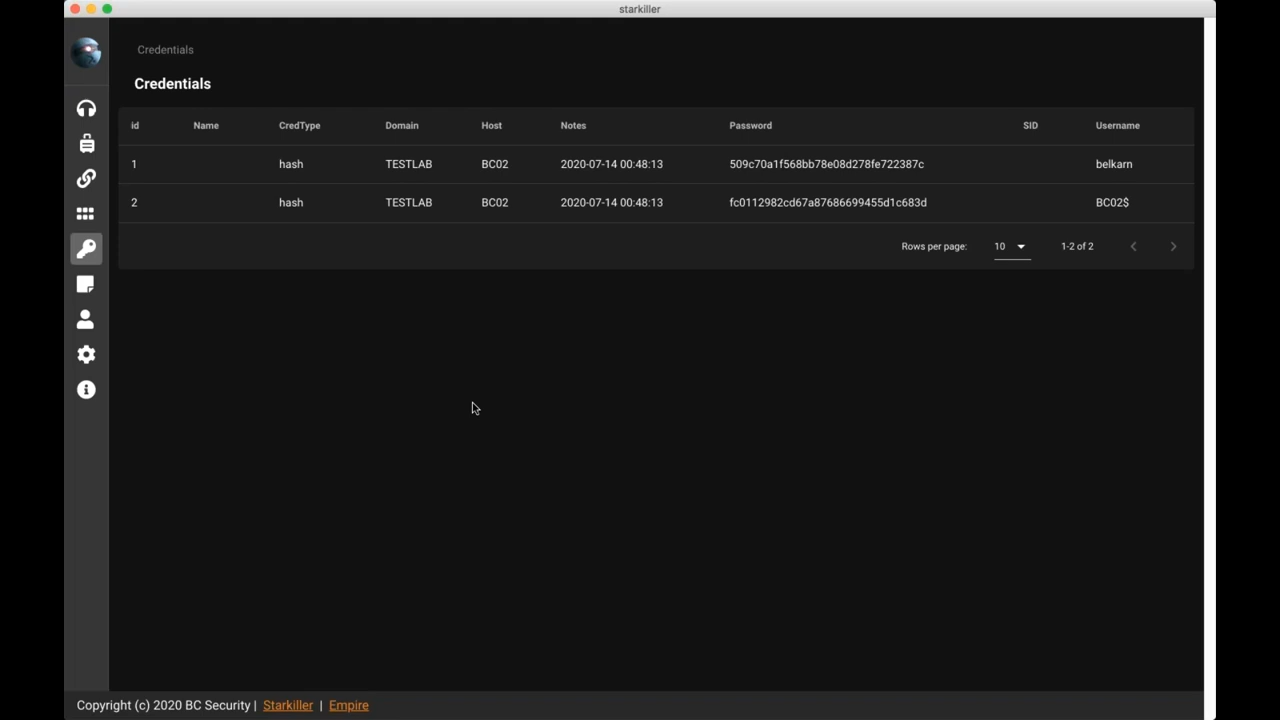 starkiller
Credentials
Credentials
id Name CredType Domain Host Notes Password SID Username
1 hash TESTLAB BC02 2020-07-14 00:48:13 509c70a1f568bb78e08d278fe722387c belkarn
2 hash TESTLAB BC02 2020-07-14 00:48:13 fc0112982cd67a87686699455d1c683d BC02$
Rows per page: 10 1-2 of 2
Copyright (c) 2020 BC Security | Starkiller | Empire